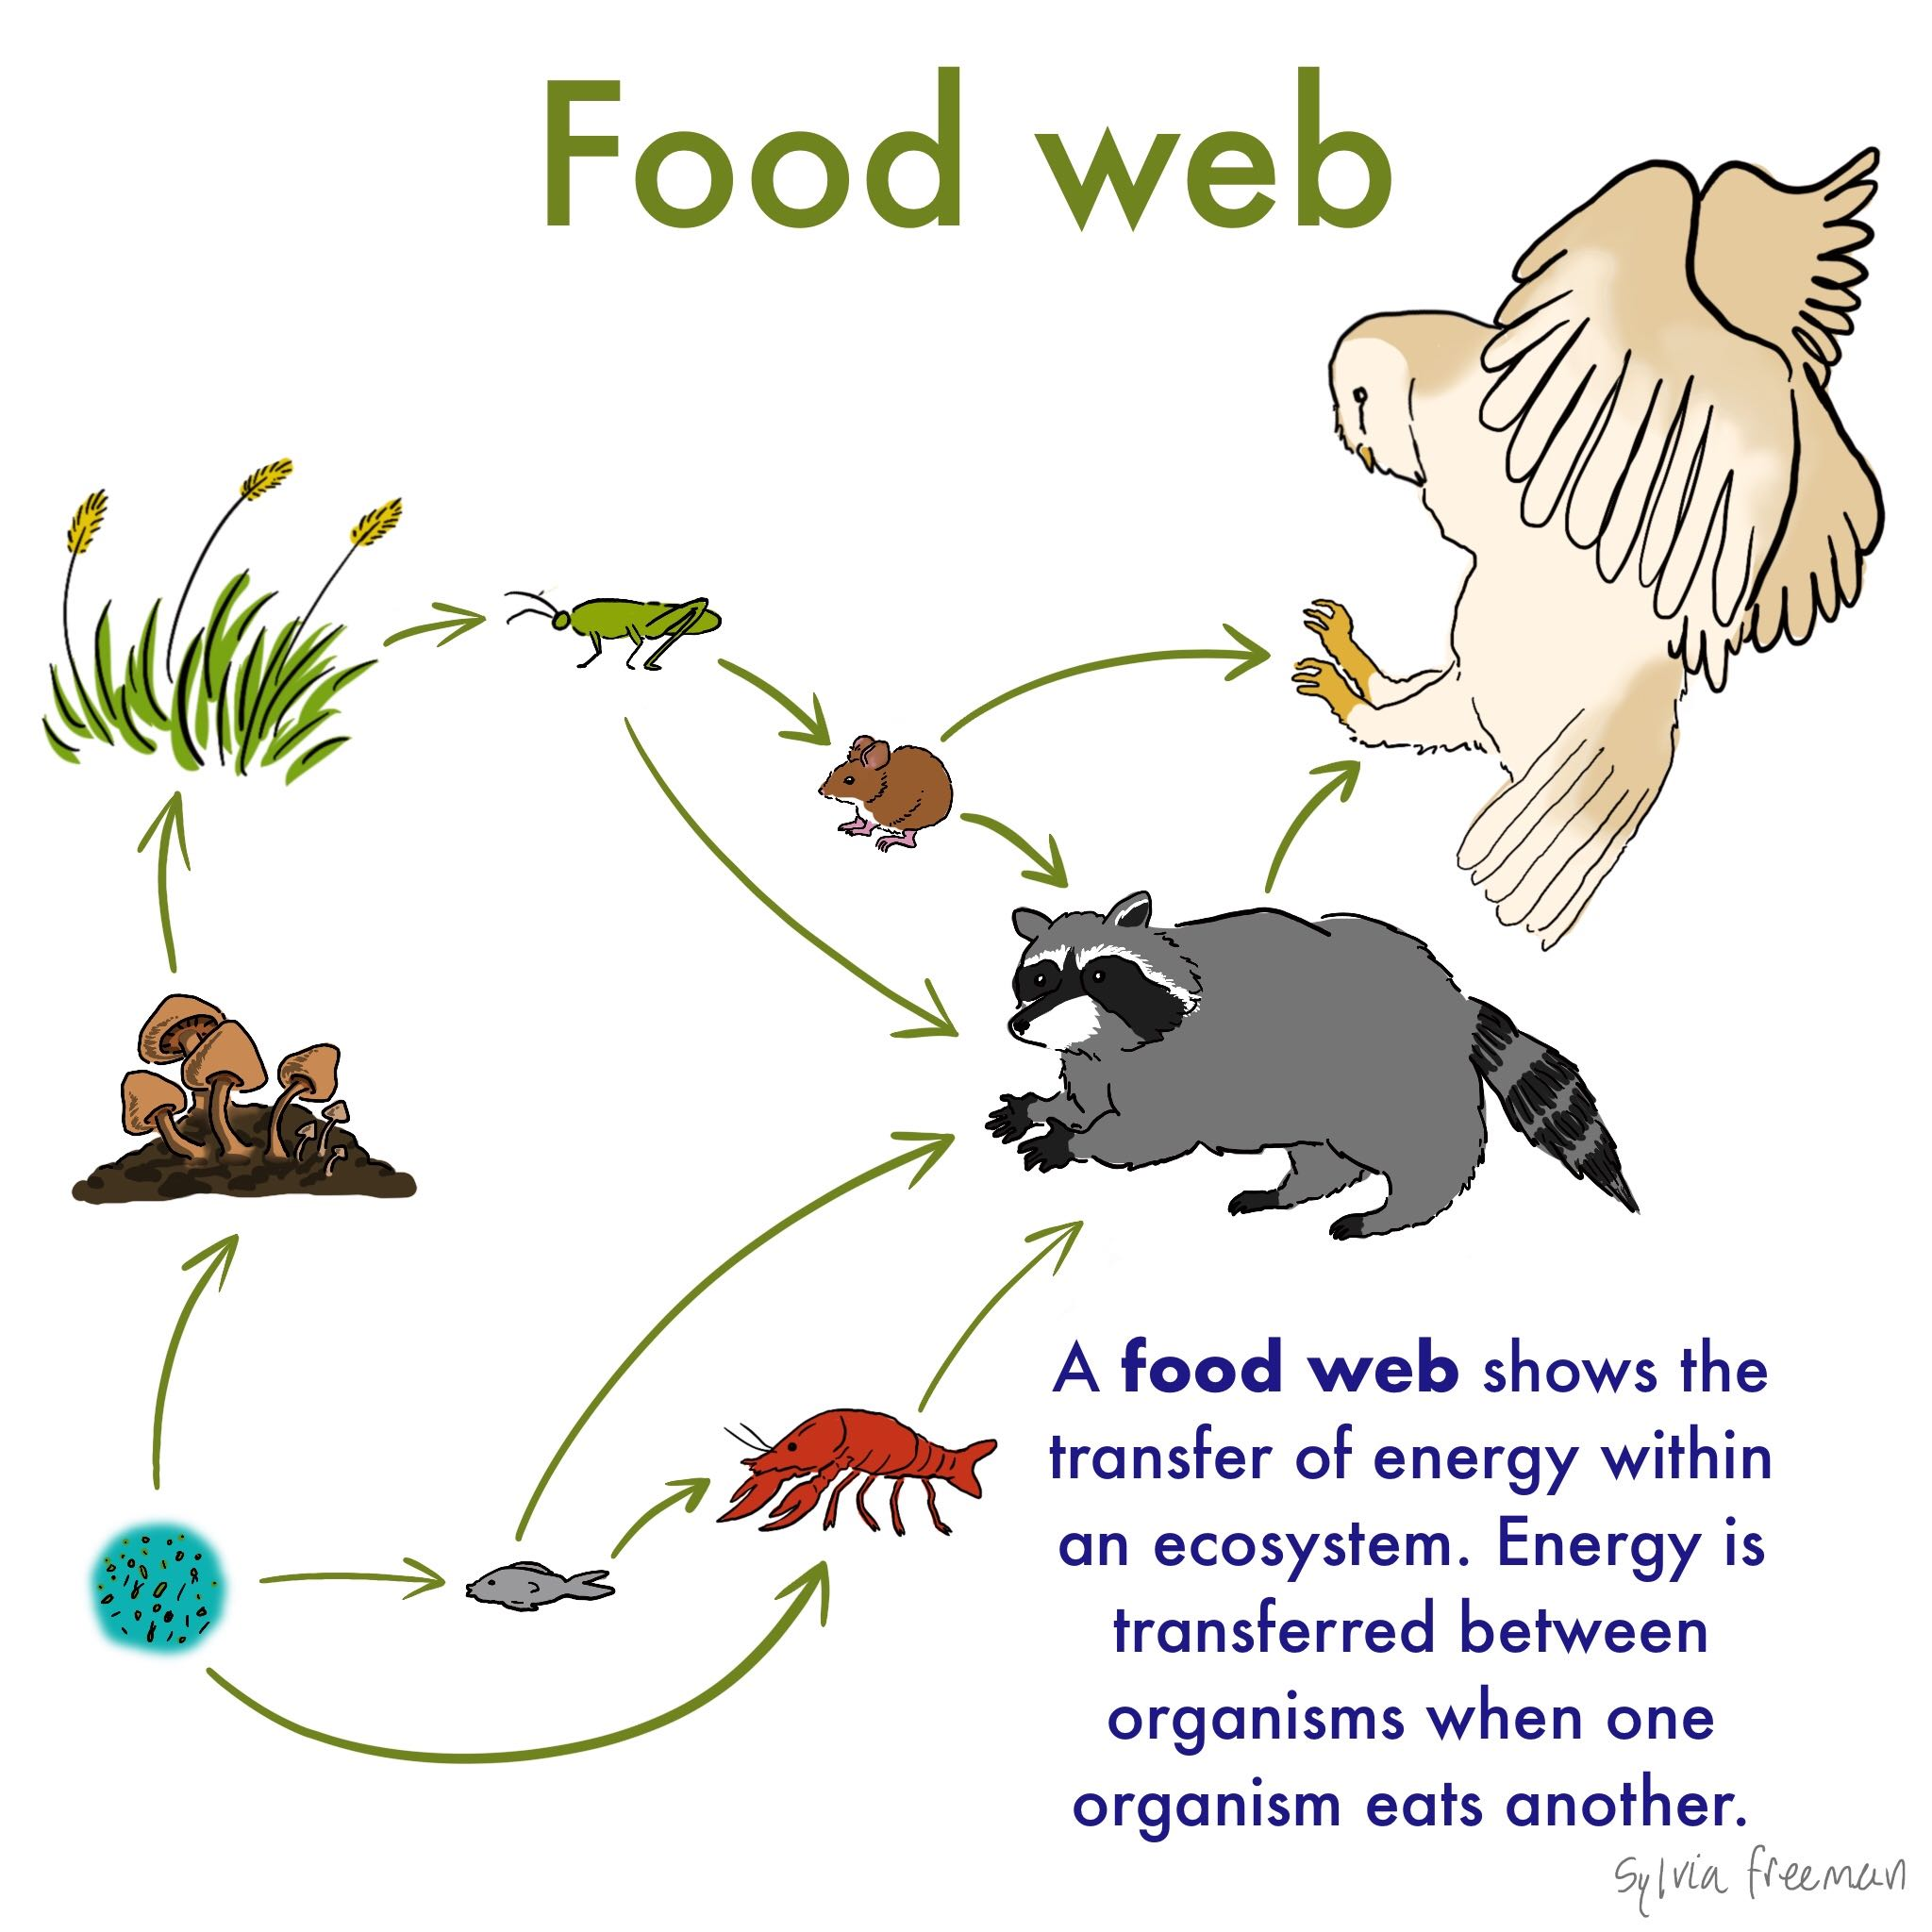 Food web
A food web shows the
transfer of energy within
an ecosystem. Energy is
transferred between
organisms when one
organism eats another.
Sylvia freeman